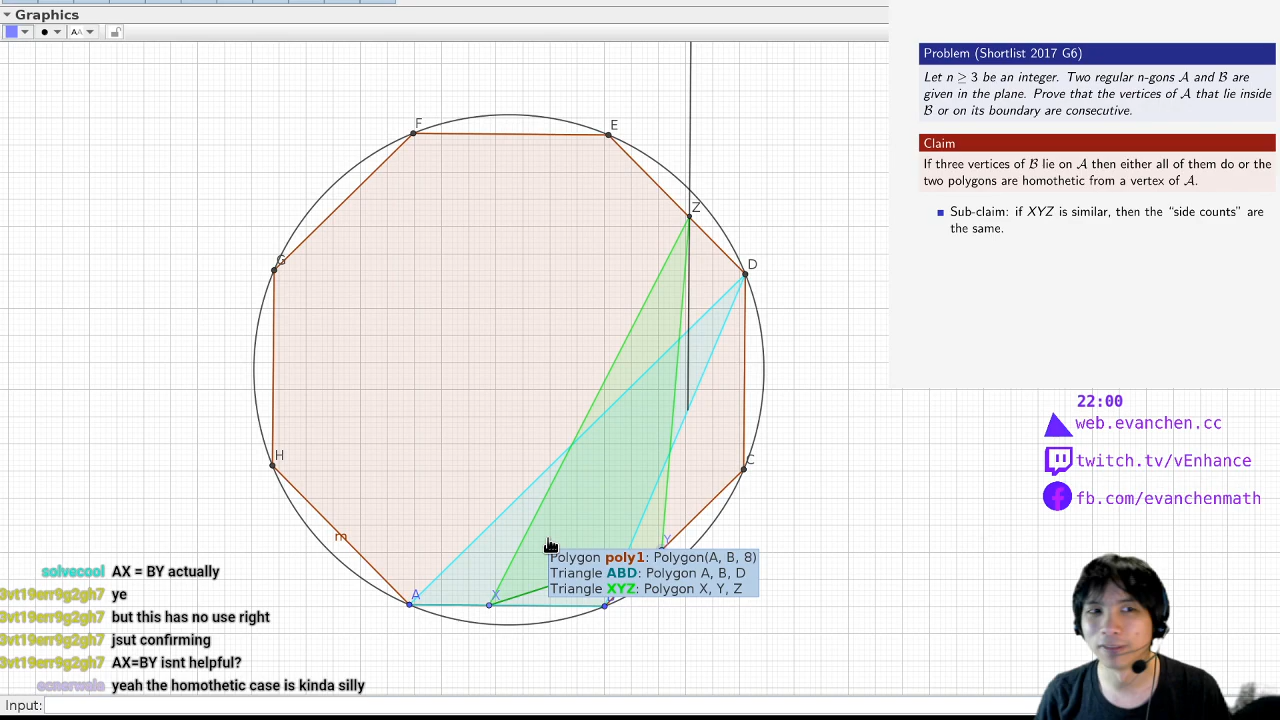 Graphics
AA
F
E
Z
G
D
H
C
m
Y
A
X
Polygon poly1: Polygon(A, B, 8)
Triangle ABD: Polygon A, B, D
Triangle XYZ: Polygon X, Y, Z
Problem (Shortlist 2017 G6)
Let n ≥ 3 be an integer. Two regular n-gons 𝒜 and ℬ are
given in the plane. Prove that the vertices of 𝒜 that lie inside
ℬ or on its boundary are consecutive.
Claim
If three vertices of ℬ lie on 𝒜 then either all of them do or the
two polygons are homothetic from a vertex of 𝒜.
Sub-claim: if XYZ is similar, then the “side counts” are
the same.
22:00
web.evanchen.cc
twitch.tv/vEnhance
fb.com/evanchenmath
solvecool AX = BY actually
3vt19err9g2gh7 ye
3vt19err9g2gh7 but this has no use right
3vt19err9g2gh7 jsut confirming
3vt19err9g2gh7 AX=BY isnt helpful?
yeah the homothetic case is kinda silly
Input: